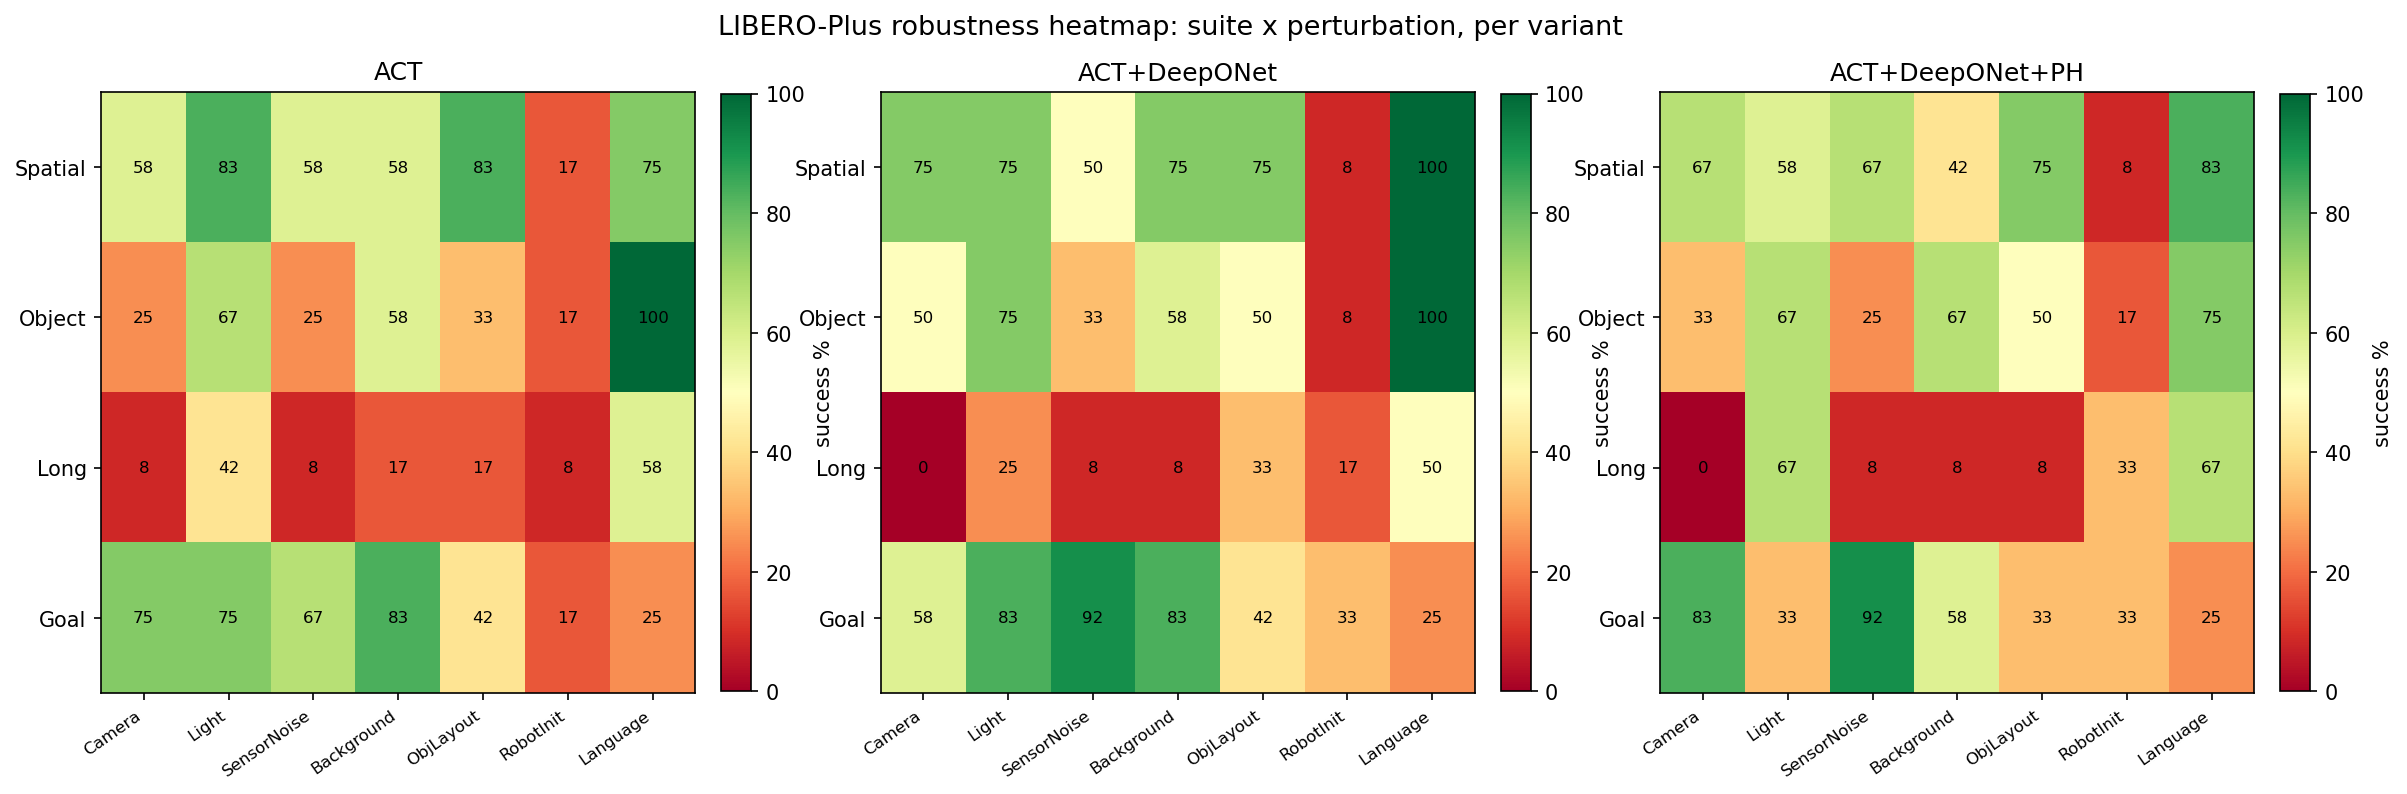 LIBERO-Plus robustness heatmap: suite x perturbation, per variant
ACT
Spatial 58 83 58 58 83 17 75
Object 25 67 25 58 33 17 100
Long 8 42 8 17 17 8 58
Goal 75 75 67 83 42 17 25
Camera Light SensorNoise Background ObjLayout RobotInit Language
100
80
60
40
20
0
success %
ACT+DeepONet
Spatial 75 75 50 75 75 8 100
Object 50 75 33 58 50 8 100
Long 0 25 8 8 33 17 50
Goal 58 83 92 83 42 33 25
Camera Light SensorNoise Background ObjLayout RobotInit Language
100
80
60
40
20
0
success %
ACT+DeepONet+PH
Spatial 67 58 67 42 75 8 83
Object 33 67 25 67 50 17 75
Long 0 67 8 8 8 33 67
Goal 83 33 92 58 33 33 25
Camera Light SensorNoise Background ObjLayout RobotInit Language
100
80
60
40
20
0
success %